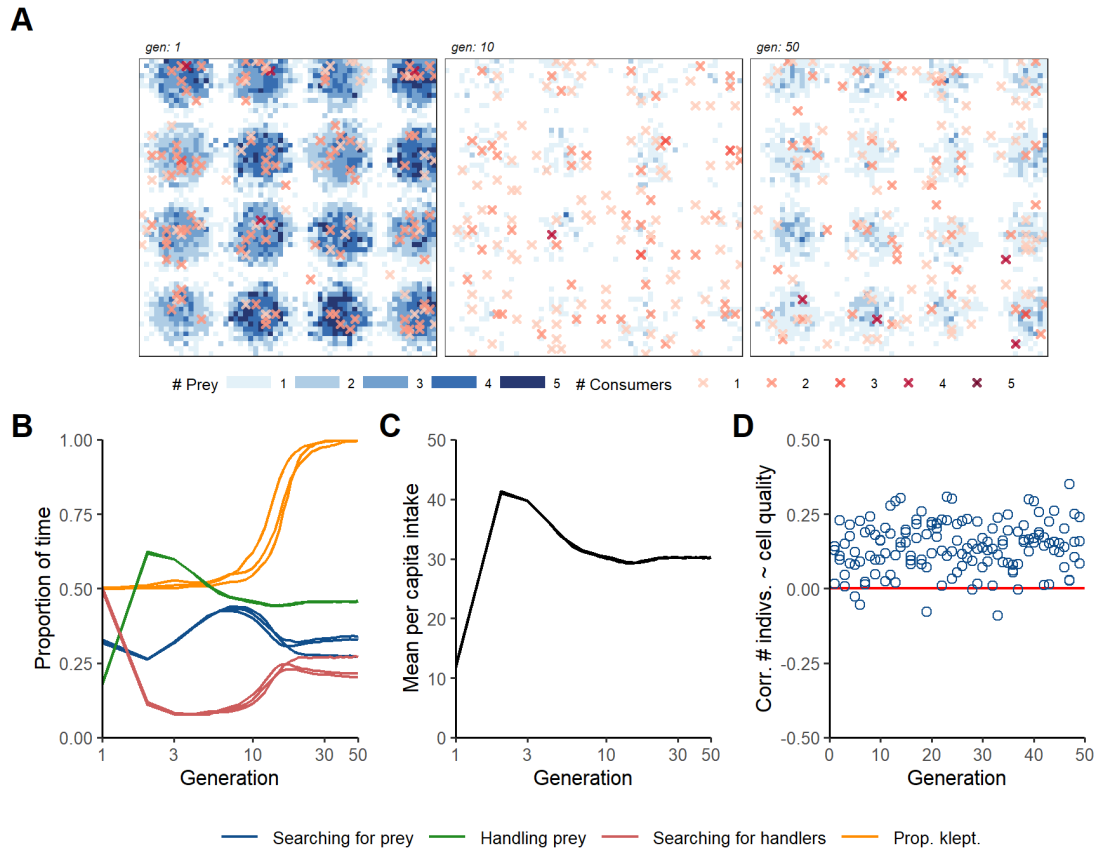 A
gen: 1 gen: 10 gen: 50
# Prey 1 2 3 4 5 # Consumers 1 2 3 4 5
B C D
1.00 50 0.50
0.75 40 0.25
0.50 30 0.00
0.25 20 -0.25
0.00 10 -0.50
0
Proportion of time
Mean per capita intake
Corr. # indivs. ~ cell quality
1 3 10 30 50 1 3 10 30 50 0 10 20 30 40 50
Generation Generation Generation
Searching for prey Handling prey Searching for handlers Prop. klept.